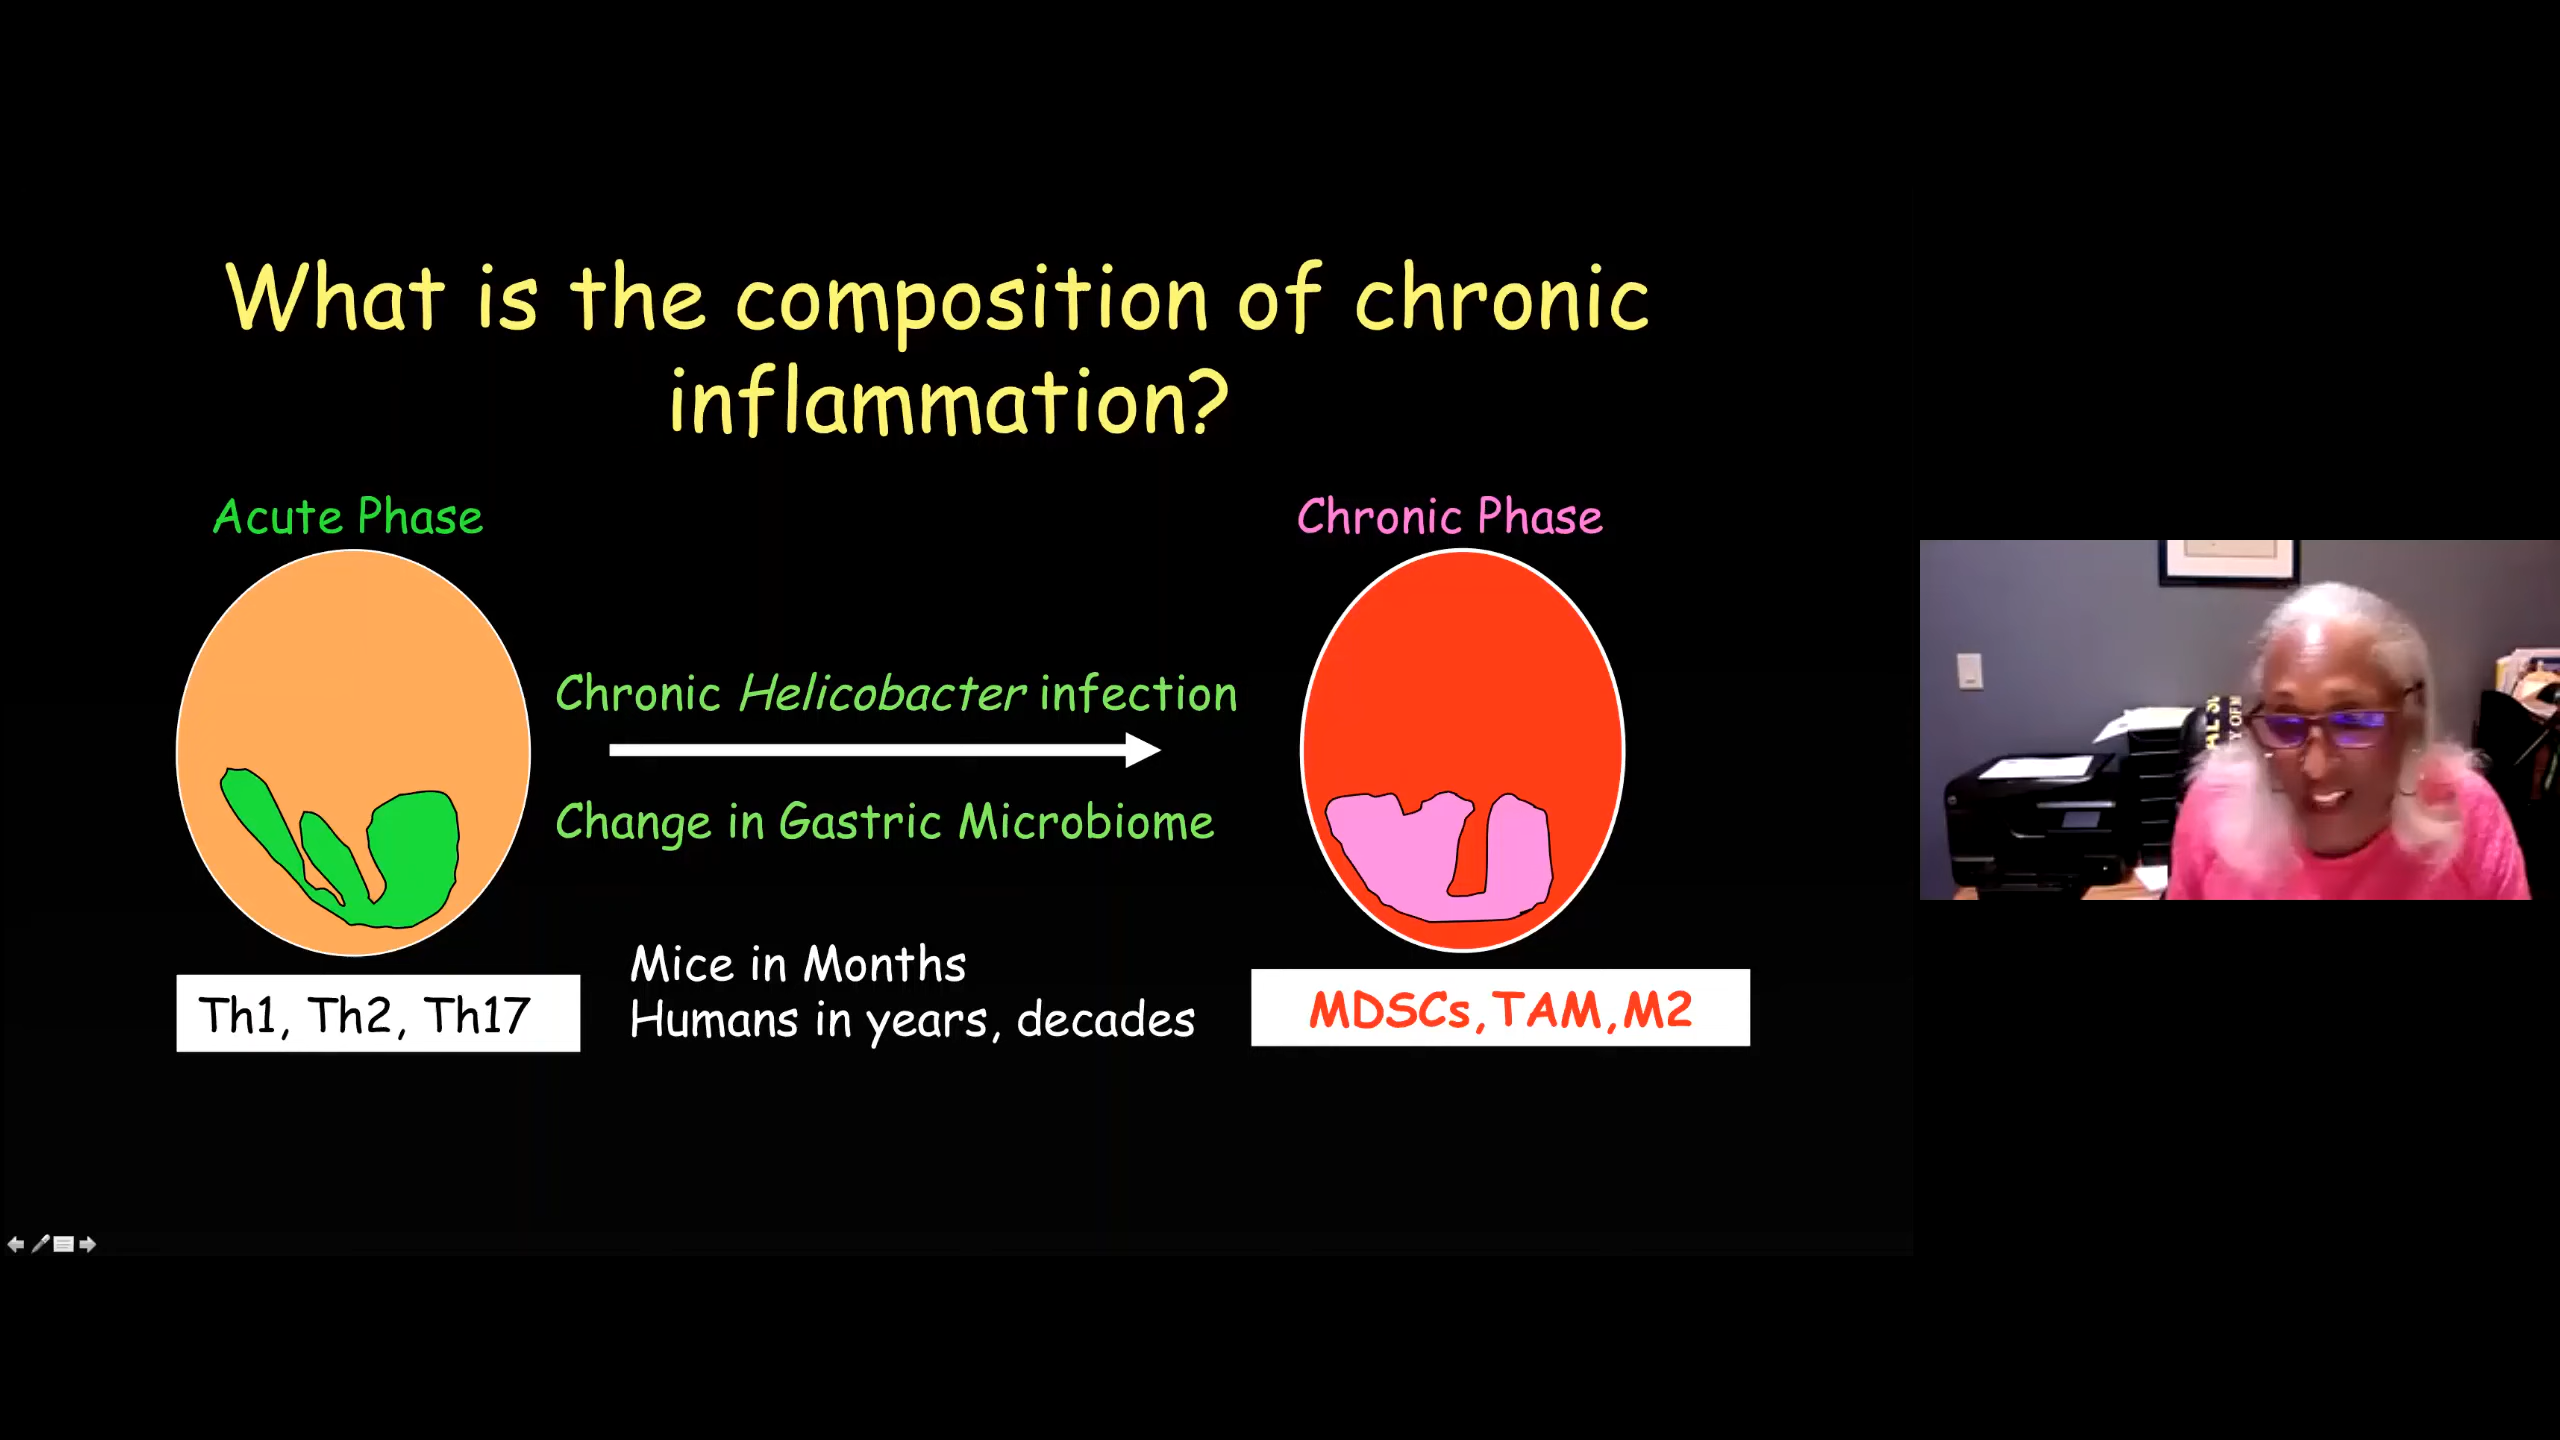 What is the composition of chronic
inflammation?
Acute Phase
Chronic Phase
Chronic Helicobacter infection
Change in Gastric Microbiome
Mice in Months
Humans in years, decades
Th1, Th2, Th17
MDSCs,TAM,M2